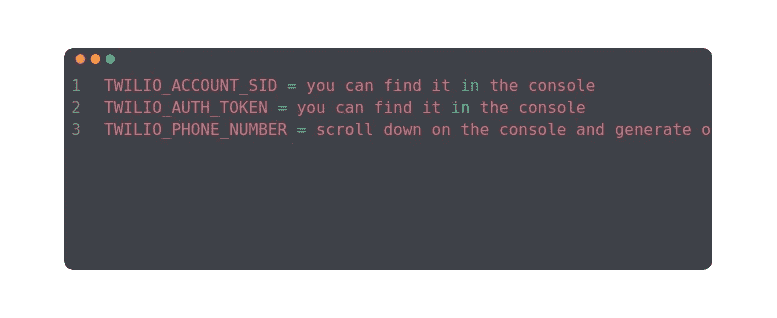 1 TWILIO_ACCOUNT_SID = you can find it in the console
2 TWILIO_AUTH_TOKEN = you can find it in the console
3 TWILIO_PHONE_NUMBER = scroll down on the console and generate